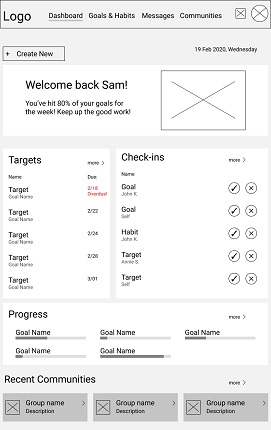 Logo
Dashboard Goals & Habits Messages Communities
+ Create New
19 Feb 2020, Wednesday
Welcome back Sam!
You've hit 80% of your goals for
the week! Keep up the good work!
Targets
more >
Name Due:
Target 2/10
Goal Name Overdue!
Target 2/22
Goal Name
Target 2/24
Goal Name
Target 2/28
Goal Name
Target 3/01
Goal Name
Check-ins
more >
Name
Goal
John K.
Goal
Self
Habit
John K.
Target
Annie S.
Target
Self
Progress
more >
Goal Name Goal Name Goal Name
Goal Name Goal Name
Recent Communities
more >
Group name > Group name > Group name >
Description Description Description